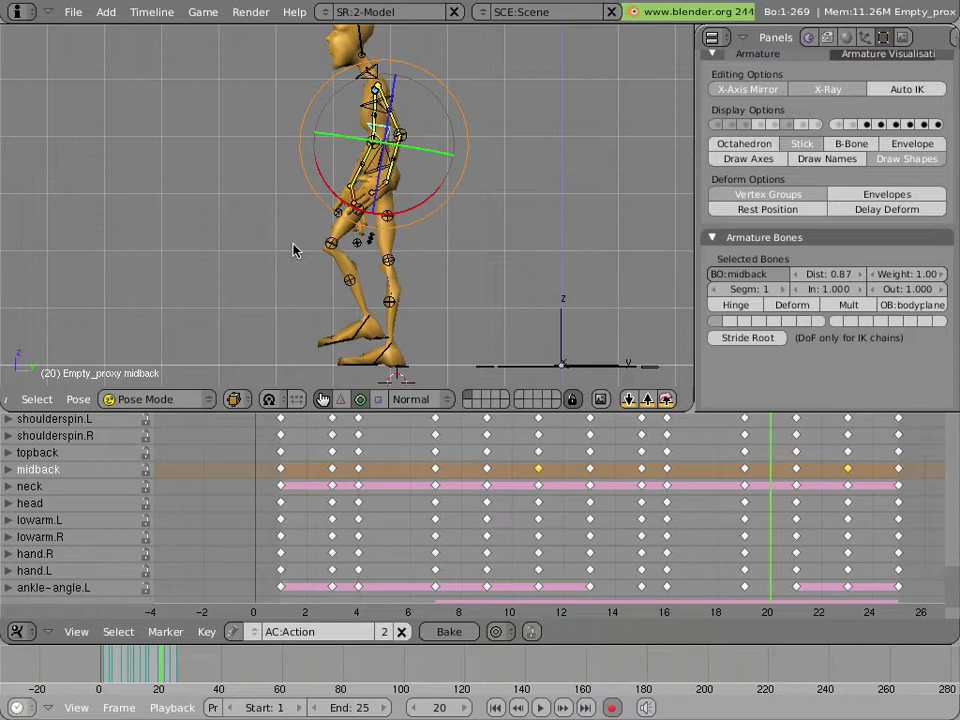 File Add Timeline Game Render Help SR:2-Model SCE:Scene www.blender.org 244 Bo:1-269 | Mem:11.26M Empty_prox
Panels
Armature Armature Visualisati
Editing Options
X-Axis Mirror X-Ray Auto IK
Display Options
Octahedron Stick B-Bone Envelope
Draw Axes Draw Names Draw Shapes
Deform Options
Vertex Groups Envelopes
Rest Position Delay Deform
Armature Bones
Selected Bones
BO:midback Dist: 0.87 Weight: 1.00
Segm: 1 In: 1.000 Out: 1.000
Hinge Deform Mult OB:bodyplane
Stride Root (DoF only for IK chains)
z
x y
z
y
(20) Empty_proxy midback
Select Pose Pose Mode Normal
shoulderspin.L
shoulderspin.R
topback
midback
neck
head
lowarm.L
lowarm.R
hand.R
hand.L
ankle-angle.L
-4 -2 0 2 4 6 8 10 12 14 16 18 20 22 24 26
View Select Marker Key AC:Action 2 Bake
-20 0 20 40 60 80 100 120 140 160 180 200 220 240 260 280
View Frame Playback Pr Start: 1 End: 25 20